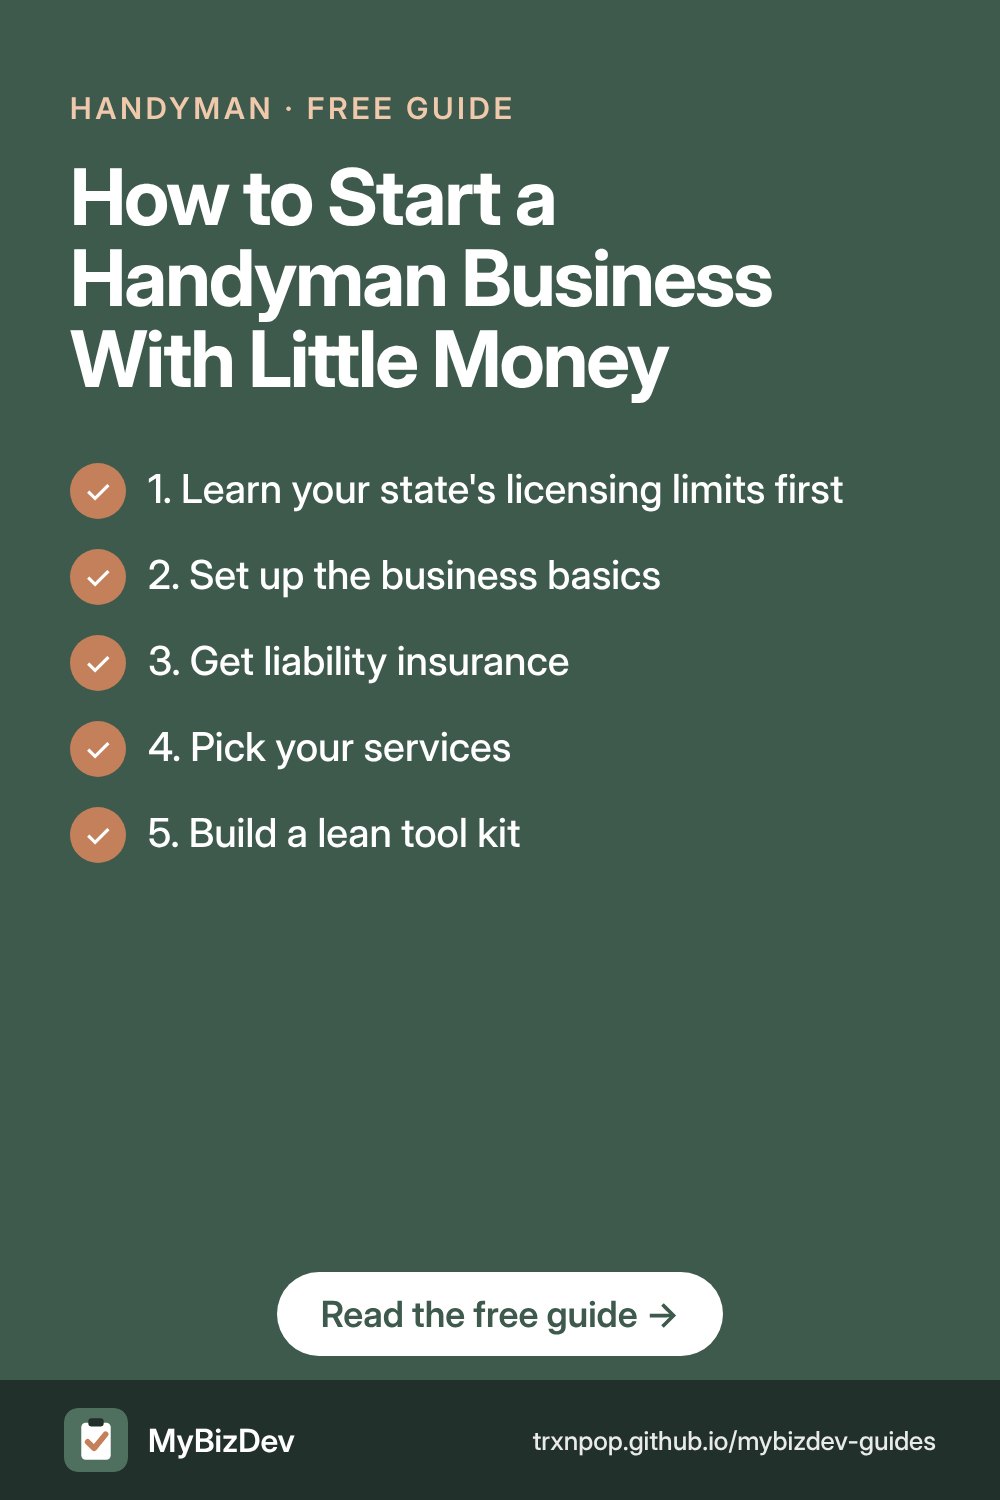 HANDYMAN · FREE GUIDE
How to Start a
Handyman Business
With Little Money
1. Learn your state's licensing limits first
2. Set up the business basics
3. Get liability insurance
4. Pick your services
5. Build a lean tool kit
Read the free guide →
MyBizDev
trxnpop.github.io/mybizdev-guides